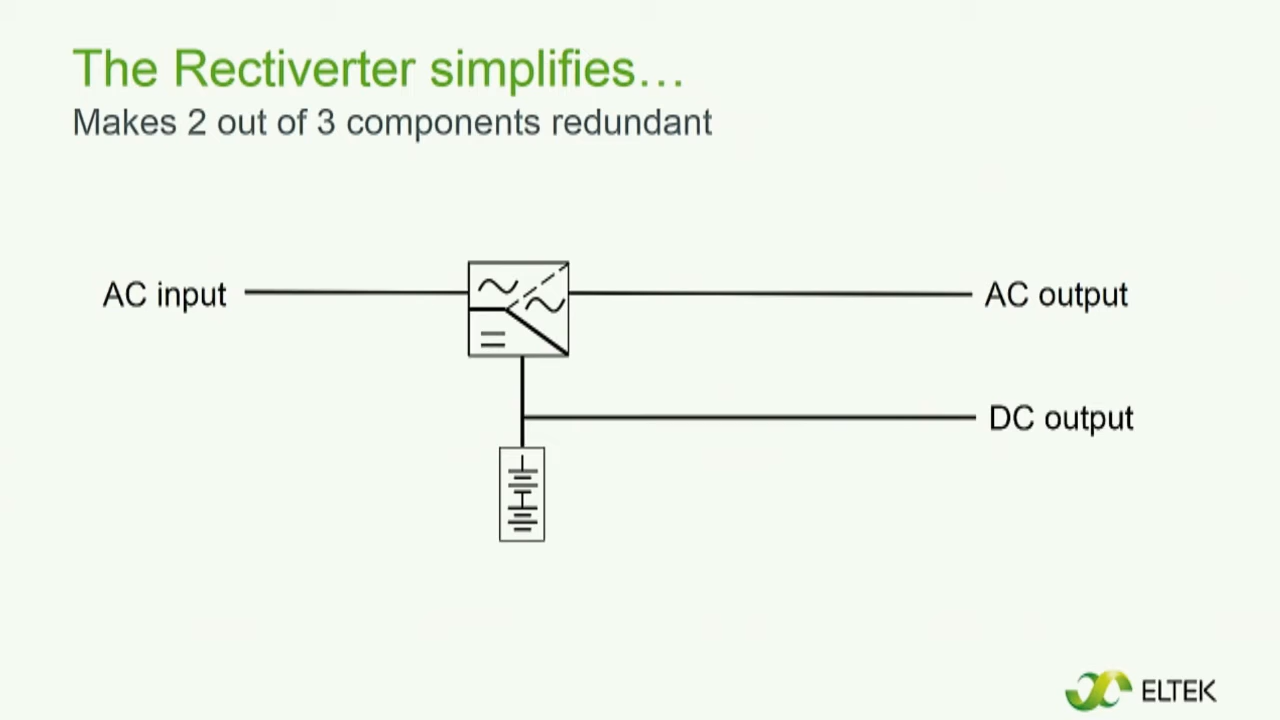 The Rectiverter simplifies…
Makes 2 out of 3 components redundant
AC input
AC output
DC output
ELTEK